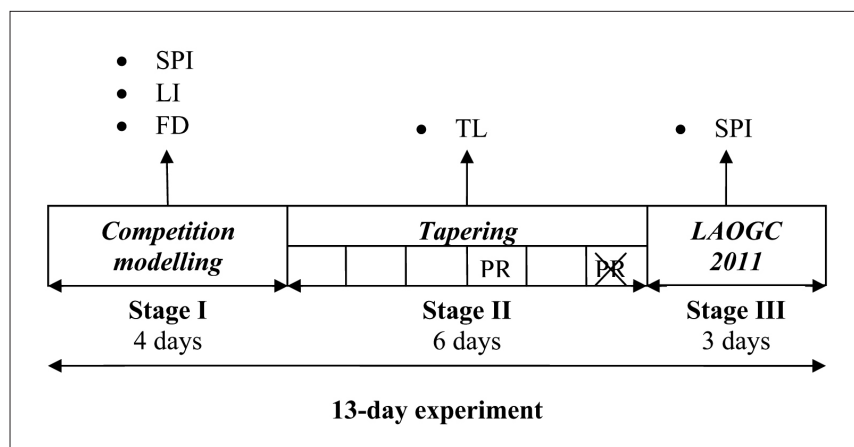 • SPI
• LI
• FD
• TL
• SPI
Competition
modelling
Tapering
PR
PR
LAOGC
2011
Stage I
4 days
Stage II
6 days
Stage III
3 days
13-day experiment